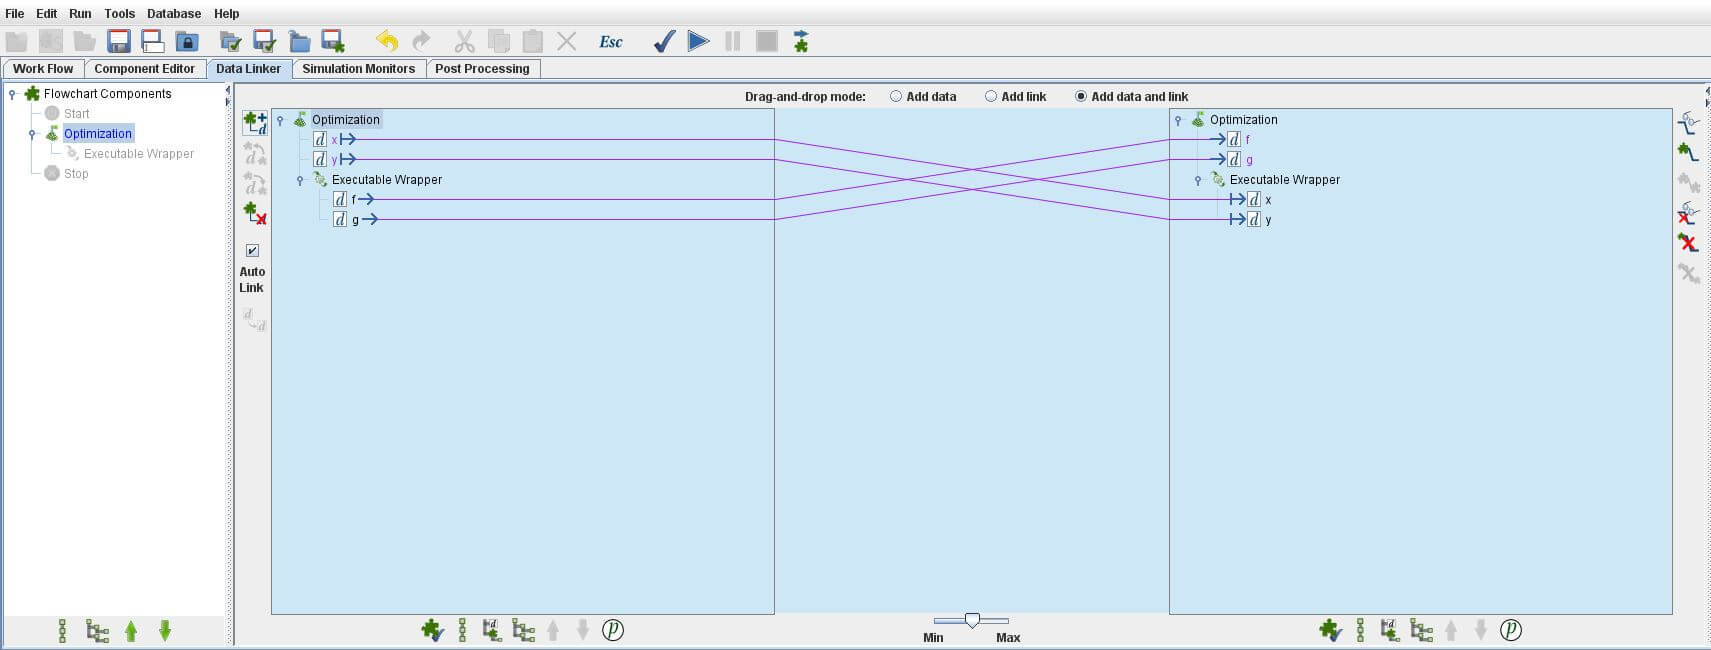 File Edit Run Tools Database Help
Esc
Work Flow Component Editor Data Linker Simulation Monitors Post Processing
Flowchart Components
Start
Optimization
Executable Wrapper
Stop
Drag-and-drop mode: Add data Add link Add data and link
d
d
d
Auto
Link
d
d
Optimization
d x
d y
Executable Wrapper
d f
d g
Optimization
d f
d g
Executable Wrapper
d x
d y
d p
Min Max
d p